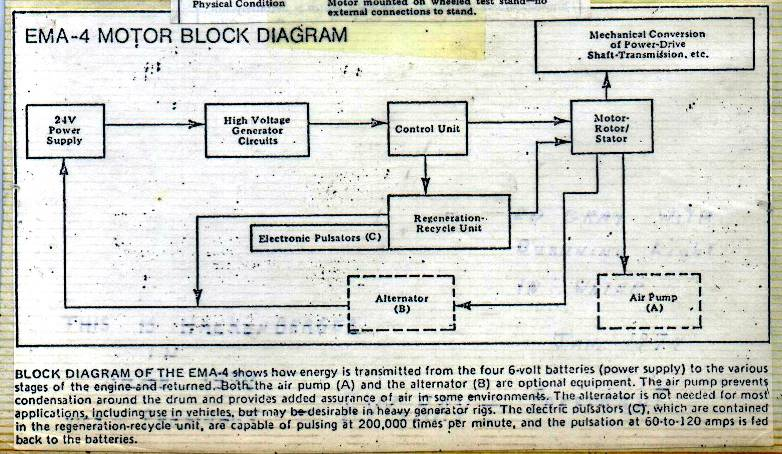 Physical Condition
Motor mounted on wheeled test stand—no
external connections to stand.
EMA-4 MOTOR BLOCK DIAGRAM
Mechanical Conversion
of Power-Drive
Shaft-Transmission, etc.
24V
Power
Supply
High Voltage
Generator
Circuits
Control Unit
Motor-
Rotor/
Stator
Regeneration-
Recycle Unit
Electronic Pulsators (C)
Alternator
(B)
Air Pump
(A)
BLOCK DIAGRAM OF THE EMA-4 shows how energy is transmitted from the four 6-volt batteries (power supply) to the various
stages of the engine and returned. Both the air pump (A) and the alternator (B) are optional equipment. The air pump prevents
condensation around the drum and provides added assurance of air in some environments. The alternator is not needed for most
applications, including use in vehicles, but may be desirable in heavy generator rigs. The electric pulsators (C), which are contained
in the regeneration-recycle unit, are capable of pulsing at 200,000 times per minute, and the pulsation at 60-to-120 amps is fed
back to the batteries.